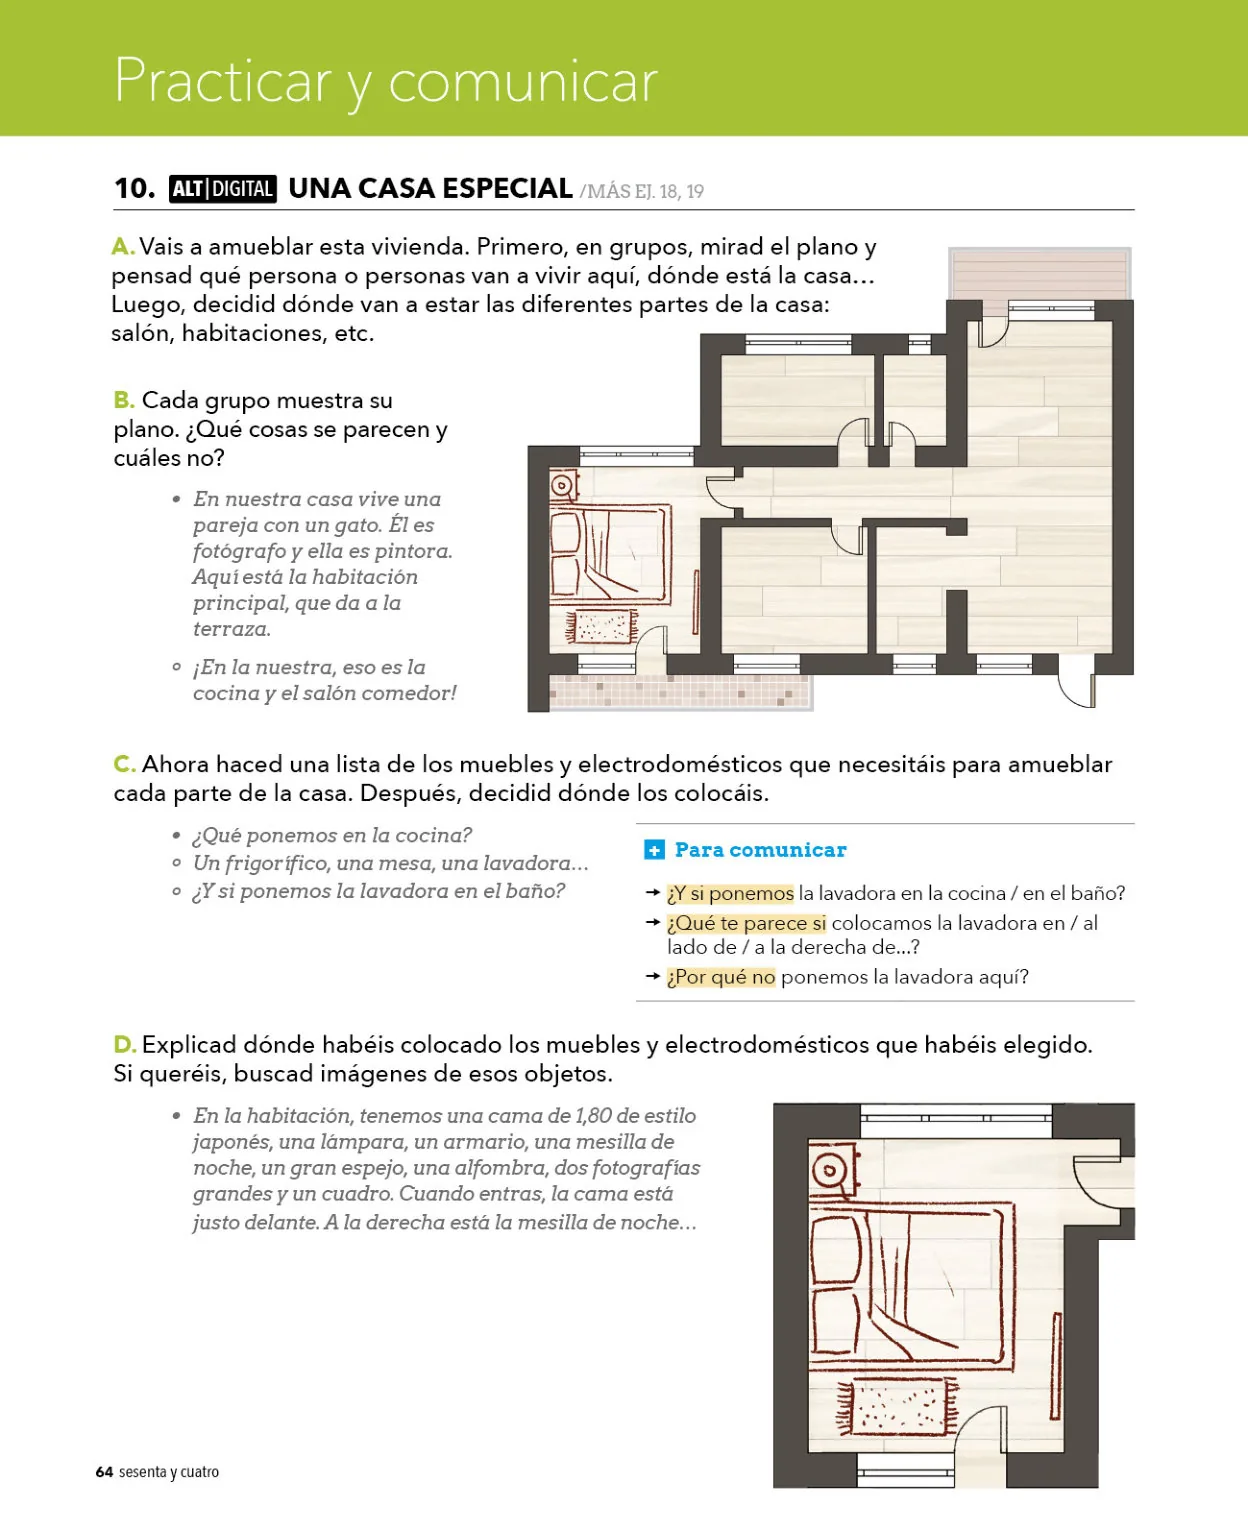 Practicar y comunicar
10. ALT|DIGITAL UNA CASA ESPECIAL /MÁS EJ. 18, 19
A. Vais a amueblar esta vivienda. Primero, en grupos, mirad el plano y
pensad qué persona o personas van a vivir aquí, dónde está la casa...
Luego, decidid dónde van a estar las diferentes partes de la casa:
salón, habitaciones, etc.
B. Cada grupo muestra su
plano. ¿Qué cosas se parecen y
cuáles no?
• En nuestra casa vive una
pareja con un gato. Él es
fotógrafo y ella es pintora.
Aquí está la habitación
principal, que da a la
terraza.
○ ¡En la nuestra, eso es la
cocina y el salón comedor!
C. Ahora haced una lista de los muebles y electrodomésticos que necesitáis para amueblar
cada parte de la casa. Después, decidid dónde los colocáis.
• ¿Qué ponemos en la cocina?
○ Un frigorífico, una mesa, una lavadora...
○ ¿Y si ponemos la lavadora en el baño?
+ Para comunicar
→ ¿Y si ponemos la lavadora en la cocina / en el baño?
→ ¿Qué te parece si colocamos la lavadora en / al
lado de / a la derecha de...?
→ ¿Por qué no ponemos la lavadora aquí?
D. Explicad dónde habéis colocado los muebles y electrodomésticos que habéis elegido.
Si queréis, buscad imágenes de esos objetos.
• En la habitación, tenemos una cama de 1,80 de estilo
japonés, una lámpara, un armario, una mesilla de
noche, un gran espejo, una alfombra, dos fotografías
grandes y un cuadro. Cuando entras, la cama está
justo delante. A la derecha está la mesilla de noche...
64 sesenta y cuatro